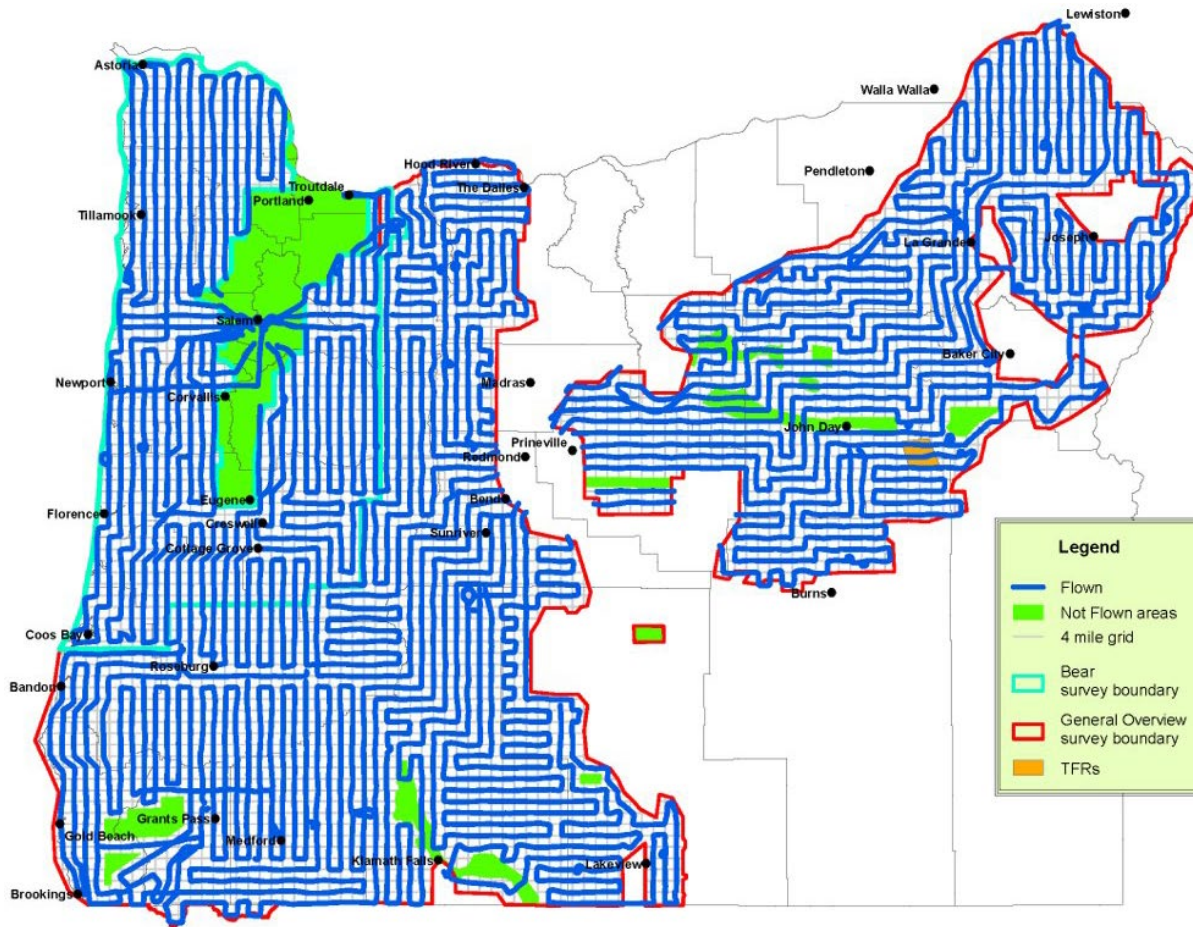 Lewiston
Astoria
Walla Walla
Hood River
Pendleton
Troutdale
The Dalles
Portland
Tillamook
La Grande
Joseph
Salem
Baker City
Newport
Madras
Corvallis
John Day
Prineville
Redmond
Eugene
Bend
Florence
Creswell
Sunriver
Cottage Grove
Legend
Flown
Burns
Not Flown areas
4 mile grid
Coos Bay
Roseburg
Bear
survey boundary
Bandon
General Overview
survey boundary
TFRs
Grants Pass
Gold Beach
Medford
Klamath Falls
Lakeview
Brookings